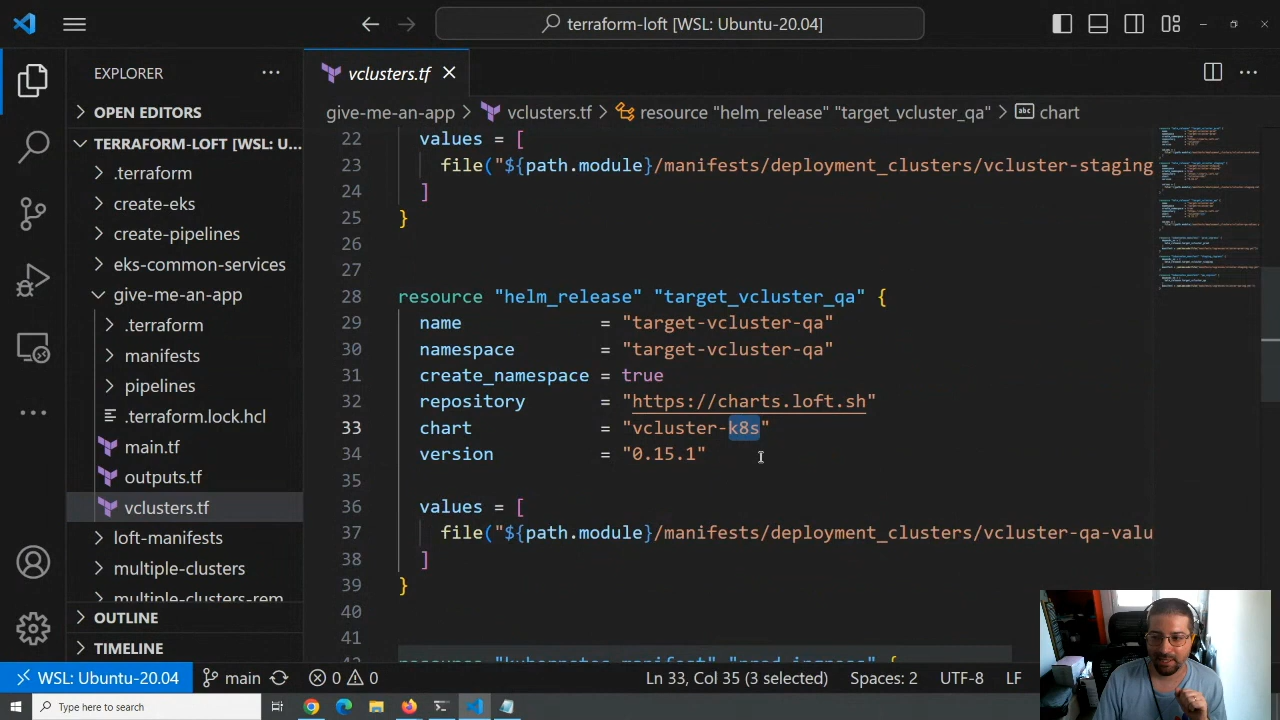 terraform-loft [WSL: Ubuntu-20.04]
EXPLORER
vclusters.tf
OPEN EDITORS
TERRAFORM-LOFT [WSL: U...
.terraform
create-eks
create-pipelines
eks-common-services
give-me-an-app
.terraform
manifests
pipelines
.terraform.lock.hcl
main.tf
outputs.tf
vclusters.tf
loft-manifests
multiple-clusters
multiple-clusters-rem
OUTLINE
TIMELINE
give-me-an-app > vclusters.tf > resource "helm_release" "target_vcluster_qa" > chart
22 values = [
23 file("${path.module}/manifests/deployment_clusters/vcluster-staging
24 ]
25 }
26
27
28 resource "helm_release" "target_vcluster_qa" {
29 name = "target-vcluster-qa"
30 namespace = "target-vcluster-qa"
31 create_namespace = true
32 repository = "https://charts.loft.sh"
33 chart = "vcluster-k8s"
34 version = "0.15.1"
35
36 values = [
37 file("${path.module}/manifests/deployment_clusters/vcluster-qa-valu
38 ]
39 }
40
41
42 resource "kubernetes_manifest" "prod_ingress" {
WSL: Ubuntu-20.04 main 0 0 Ln 33, Col 35 (3 selected) Spaces: 2 UTF-8 LF
Type here to search